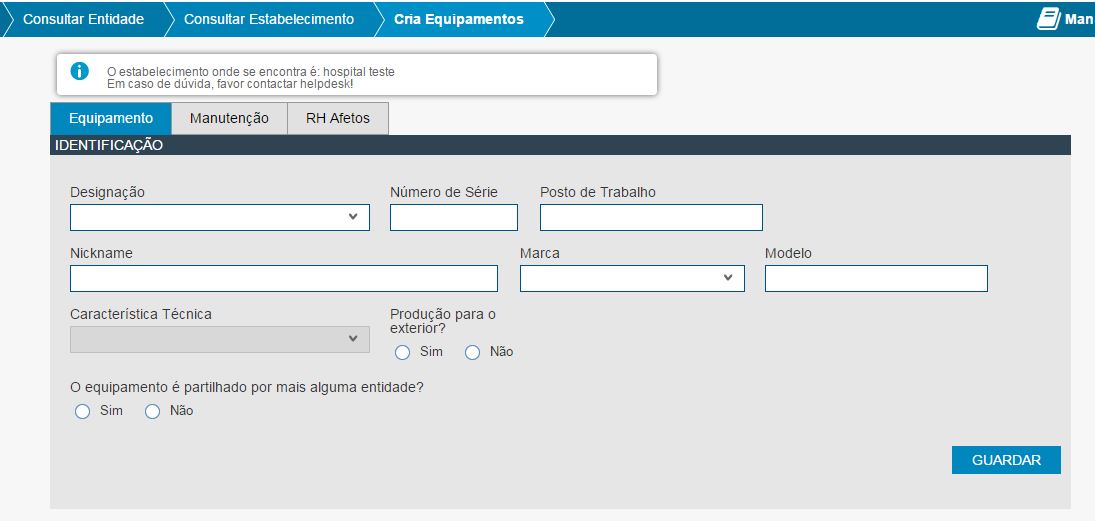 Consultar Entidade
Consultar Estabelecimento
Cria Equipamentos
Man
O estabelecimento onde se encontra é: hospital teste
Em caso de dúvida, favor contactar helpdesk!
Equipamento
Manutenção
RH Afetos
IDENTIFICAÇÃO
Designação
Número de Série
Posto de Trabalho
Nickname
Marca
Modelo
Característica Técnica
Produção para o
exterior?
Sim
Não
O equipamento é partilhado por mais alguma entidade?
Sim
Não
GUARDAR